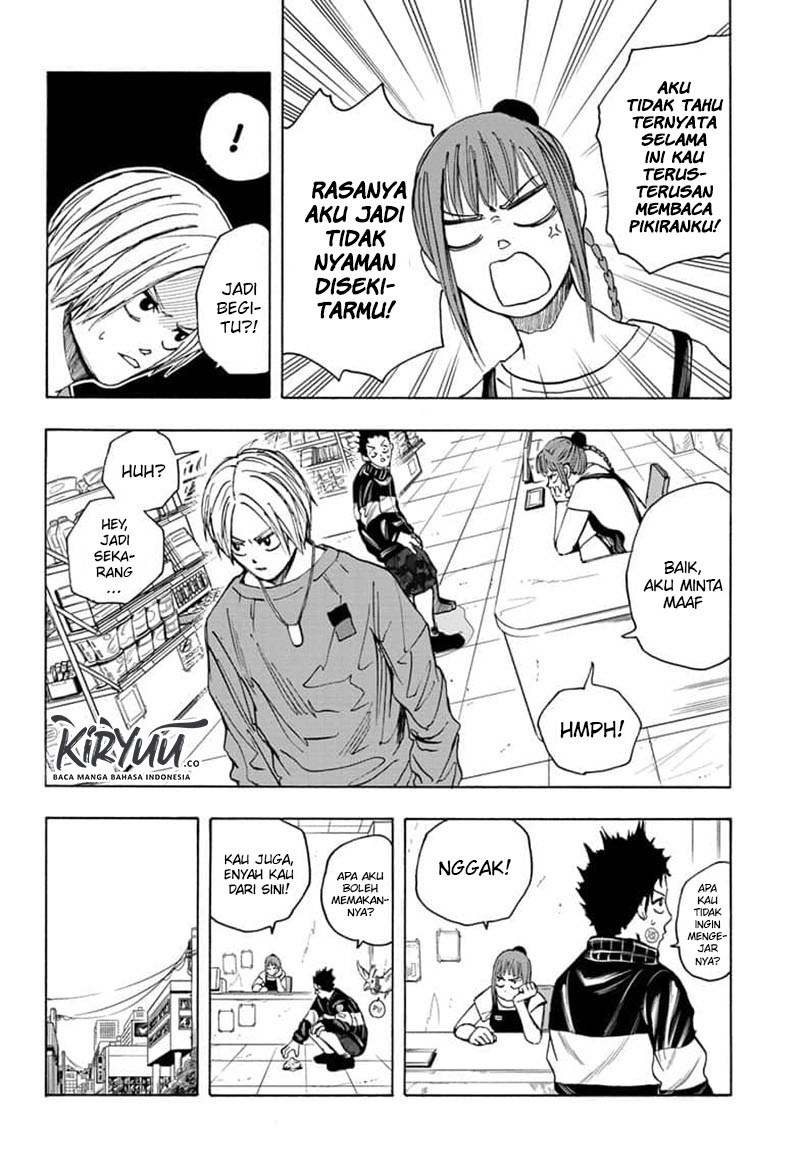 AKU
TIDAK TAHU
TERNYATA
SELAMA
INI KAU
TERUS-
TERUSAN
MEMBACA
PIKIRANKU!
RASANYA
AKU JADI
TIDAK
NYAMAN
DISEKI-
TARMU!
!
JADI
BEGI-
TU?!
BAIK,
AKU MINTA
MAAF
HMPH!
HUH?
HEY,
JADI
SEKA-
RANG
...
KIRYUU.CO
BACA MANGA BAHASA INDONESIA
APA
KAU
TIDAK
INGIN
MENGE-
JAR
NYA?
NGGAK!
APA AKU
BOLEH
MEMAKAN-
NYA?
KAU JUGA,
ENYAH KAU
DARI SINI!